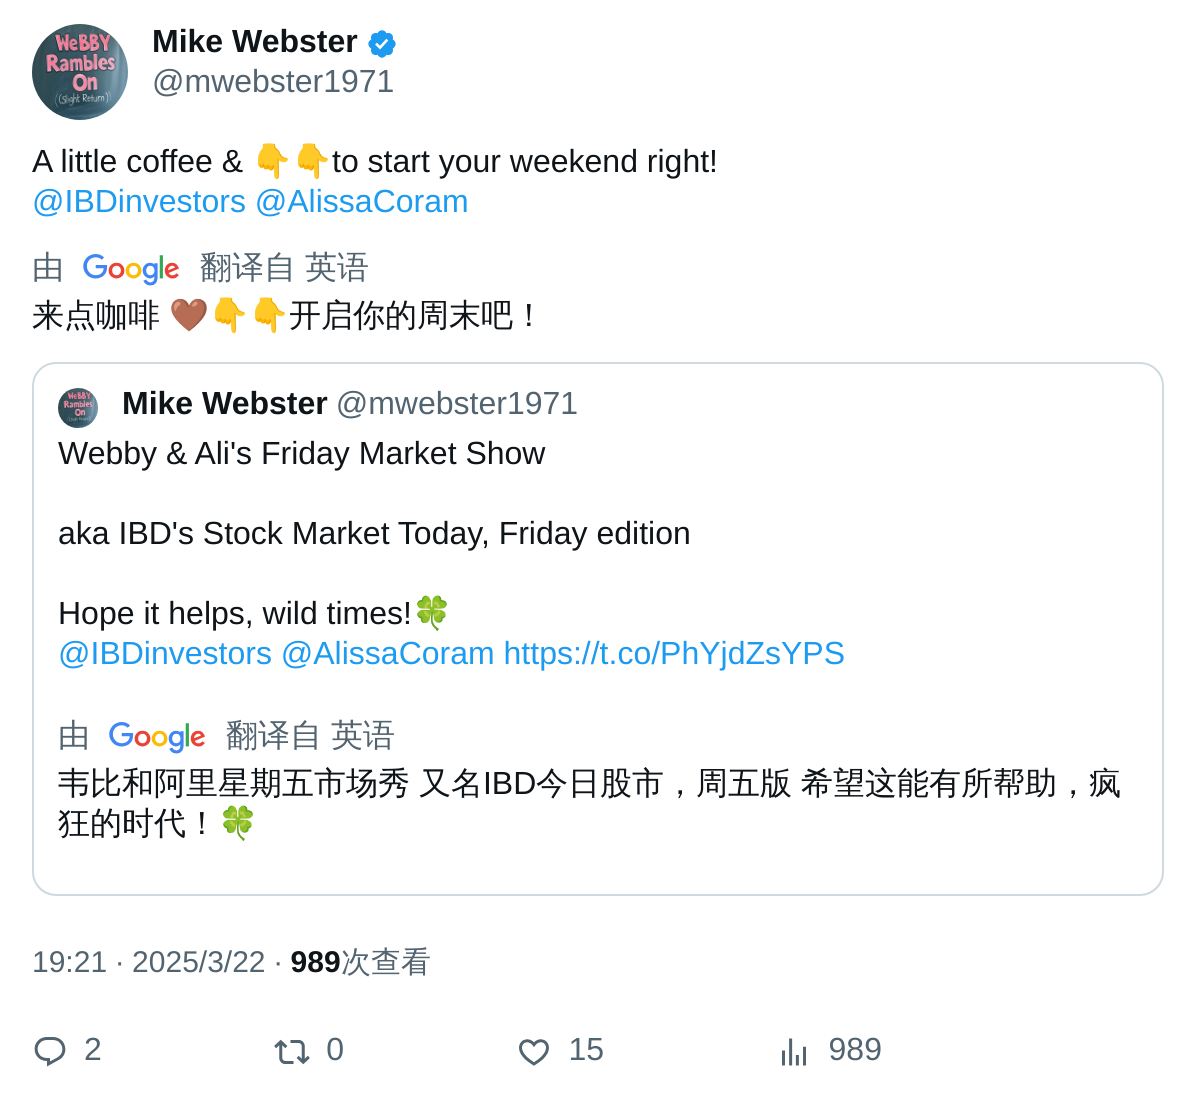 WeBBY
Rambles
On
((Slight Return))
Mike Webster
@mwebster1971
A little coffee & 👇👇to start your weekend right!
@IBDinvestors @AlissaCoram
由 Google 翻译自 英语
来点咖啡 🤎👇👇开启你的周末吧！
WeBBY
Rambles
On
Mike Webster @mwebster1971
Webby & Ali's Friday Market Show
aka IBD's Stock Market Today, Friday edition
Hope it helps, wild times!🍀
@IBDinvestors @AlissaCoram https://t.co/PhYjdZsYPS
由 Google 翻译自 英语
韦比和阿里星期五市场秀 又名IBD今日股市，周五版 希望这能有所帮助，疯
狂的时代！🍀
19:21 · 2025/3/22 · 989次查看
2 0 15 989